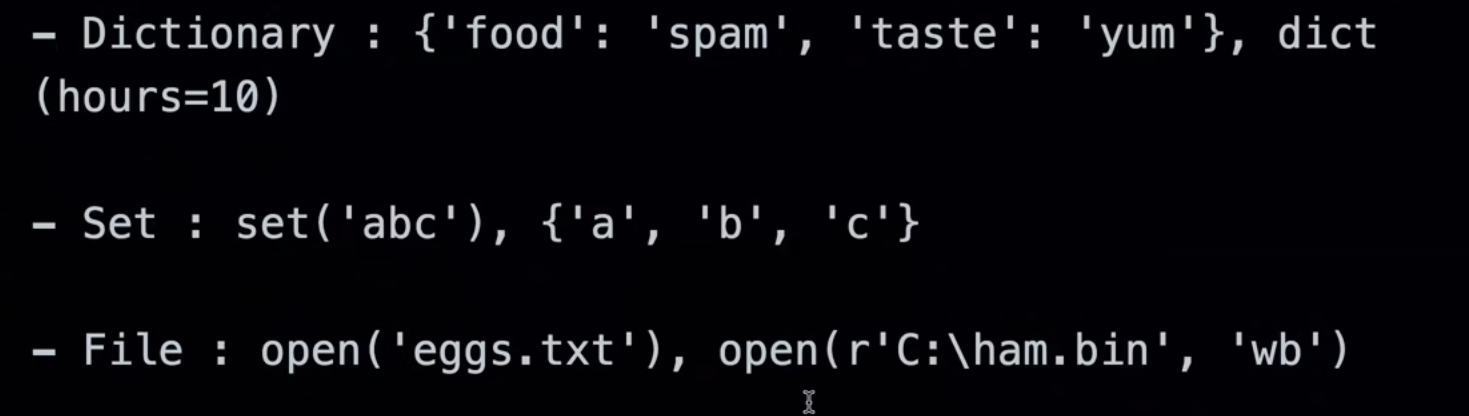 – Dictionary : {'food': 'spam', 'taste': 'yum'}, dict
(hours=10)
– Set : set('abc'), {'a', 'b', 'c'}
– File : open('eggs.txt'), open(r'C:\ham.bin', 'wb')